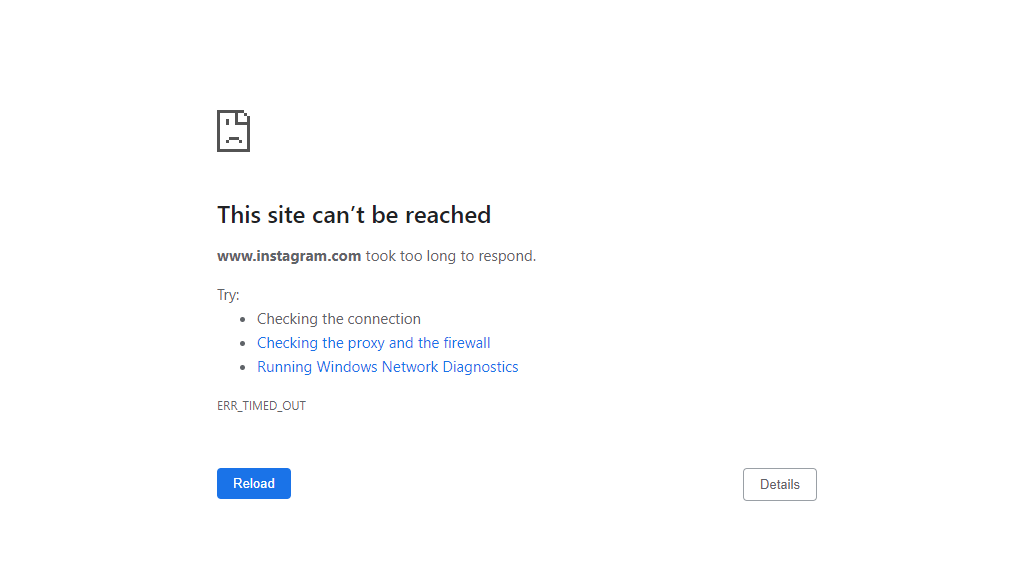 This site can’t be reached
www.instagram.com took too long to respond.
Try:
• Checking the connection
• Checking the proxy and the firewall
• Running Windows Network Diagnostics
ERR_TIMED_OUT
Reload
Details